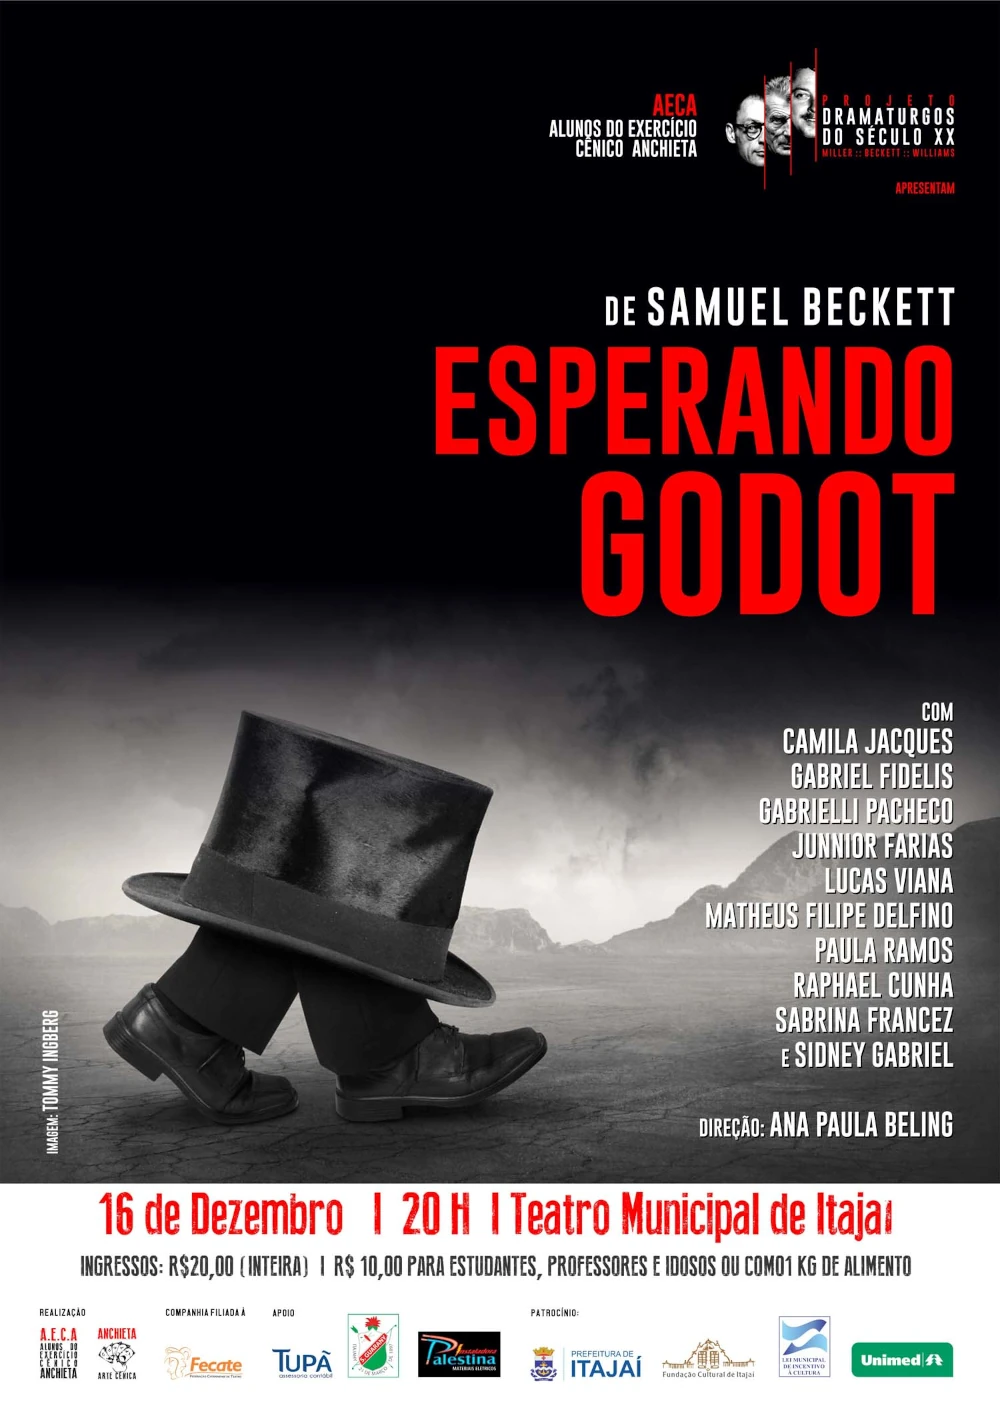 AECA
ALUNOS DO EXERCÍCIO
CÊNICO ANCHIETA
PROJETO
DRAMATURGOS
DO SÉCULO XX
MILLER :: BECKETT :: WILLIAMS
APRESENTAM
DE SAMUEL BECKETT
ESPERANDO
GODOT
COM
CAMILA JACQUES
GABRIEL FIDELIS
GABRIELLI PACHECO
JUNNIOR FARIAS
LUCAS VIANA
MATHEUS FILIPE DELFINO
PAULA RAMOS
RAPHAEL CUNHA
SABRINA FRANCEZ
E SIDNEY GABRIEL
DIREÇÃO: ANA PAULA BELING
IMAGEM: TOMMY INGBERG
16 de Dezembro | 20 H | Teatro Municipal de Itajaí
INGRESSOS: R$20,00 (INTEIRA) | R$ 10,00 PARA ESTUDANTES, PROFESSORES E IDOSOS OU COM01 KG DE ALIMENTO
REALIZAÇÃO
A.E.C.A
ALUNOS DO
EXERCÍCIO
CÊNICO
ANCHIETA
ANCHIETA
ARTE CÊNICA
COMPANHIA FILIADA À
Fecate
APOIO
TUPÃ
assessoria contábil
GUARANY
Instaladora
Palestina
MATERIAIS ELÉTRICOS
PATROCÍNIO:
PREFEITURA DE
ITAJAÍ
Fundação Cultural de Itajaí
LEI MUNICIPAL
DE INCENTIVO
À CULTURA
Unimed